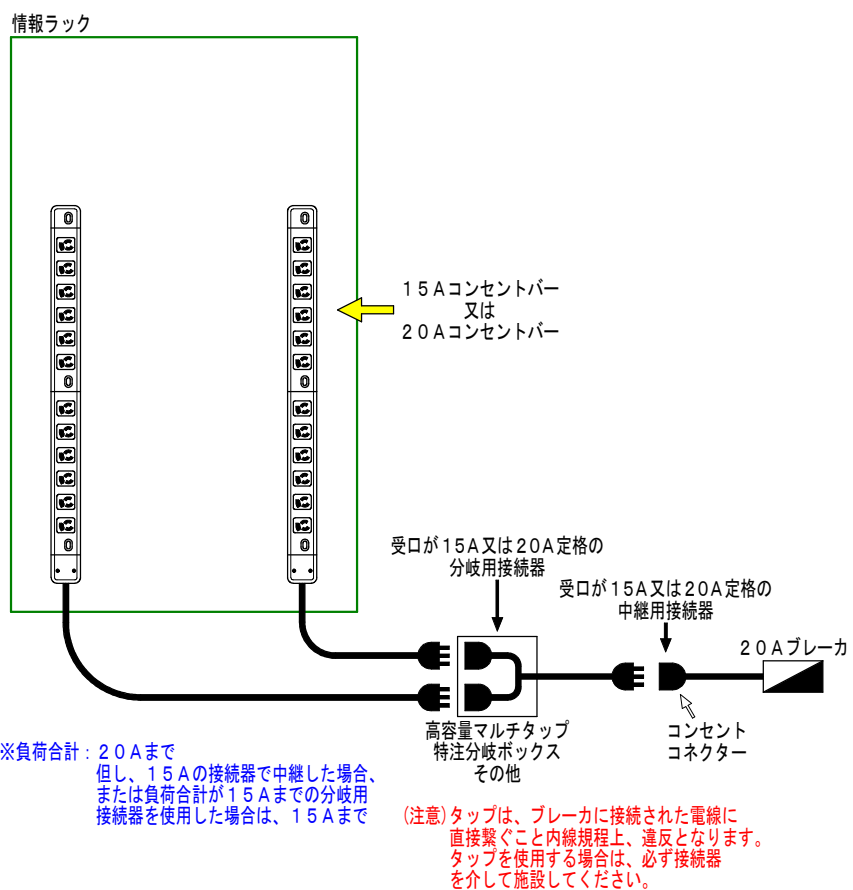 情報ラック
１５Ａコンセントバー
又は
２０Ａコンセントバー
受口が１５Ａ又は２０Ａ定格の
分岐用接続器
受口が１５Ａ又は２０Ａ定格の
中継用接続器
２０Ａブレーカ
高容量マルチタップ
特注分岐ボックス
その他
コンセント
コネクター
※負荷合計：２０Ａまで
但し、１５Ａの接続器で中継した場合、
または負荷合計が１５Ａまでの分岐用
接続器を使用した場合は、１５Ａまで
(注意)タップは、ブレーカに接続された電線に
直接繋ぐこと内線規程上、違反となります。
タップを使用する場合は、必ず接続器
を介して施設してください。